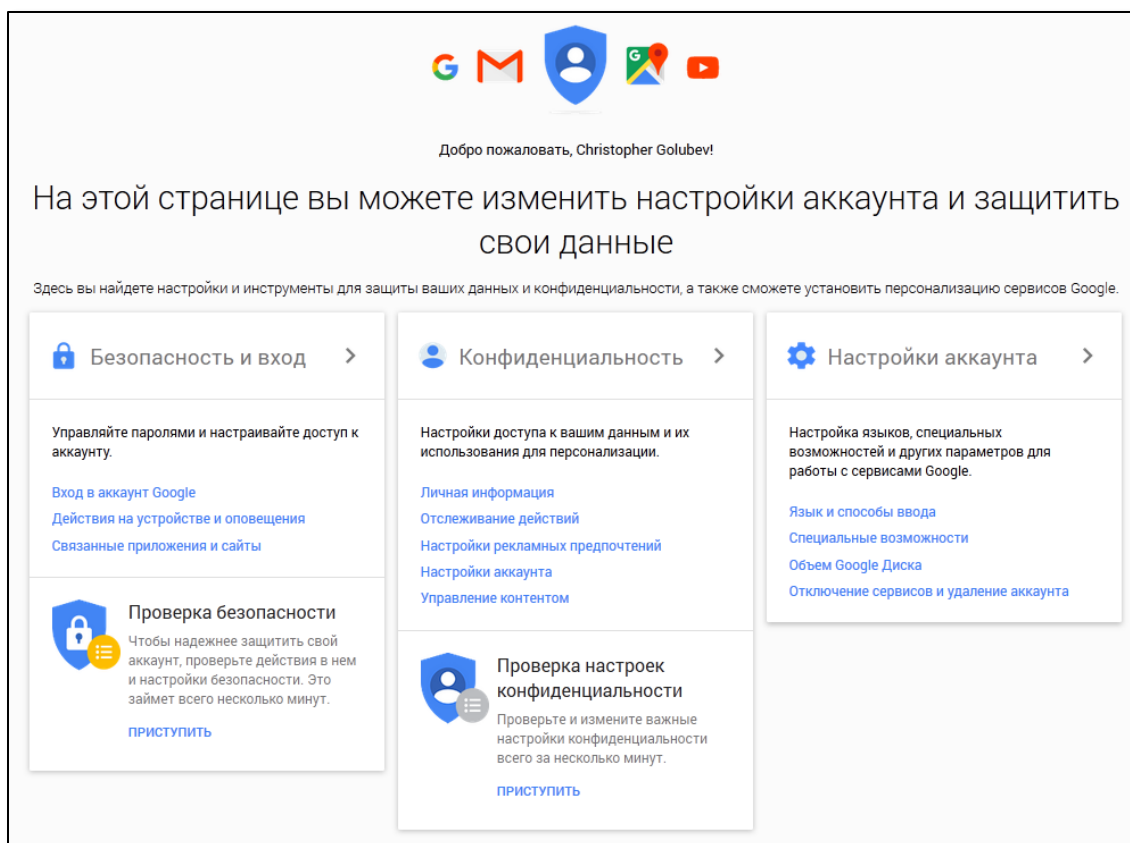 Добро пожаловать, Christopher Golubev!
На этой странице вы можете изменить настройки аккаунта и защитить
свои данные
Здесь вы найдете настройки и инструменты для защиты ваших данных и конфиденциальности, а также сможете установить персонализацию сервисов Google.
Безопасность и вход
Управляйте паролями и настраивайте доступ к
аккаунту.
Вход в аккаунт Google
Действия на устройстве и оповещения
Связанные приложения и сайты
Проверка безопасности
Чтобы надежнее защитить свой
аккаунт, проверьте действия в нем
и настройки безопасности. Это
займет всего несколько минут.
ПРИСТУПИТЬ
Конфиденциальность
Настройки доступа к вашим данным и их
использования для персонализации.
Личная информация
Отслеживание действий
Настройки рекламных предпочтений
Настройки аккаунта
Управление контентом
Проверка настроек
конфиденциальности
Проверьте и измените важные
настройки конфиденциальности
всего за несколько минут.
ПРИСТУПИТЬ
Настройки аккаунта
Настройка языков, специальных
возможностей и других параметров для
работы с сервисами Google.
Язык и способы ввода
Специальные возможности
Объем Google Диска
Отключение сервисов и удаление аккаунта